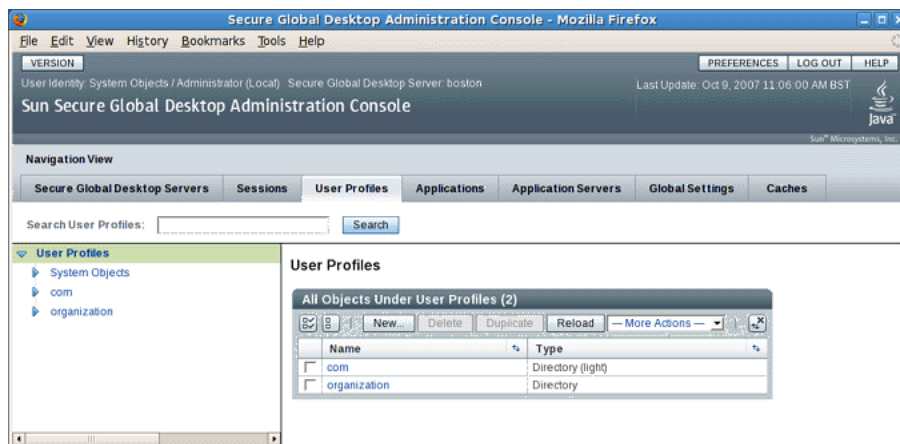 Secure Global Desktop Administration Console - Mozilla Firefox
File Edit View History Bookmarks Tools Help
VERSION PREFERENCES LOG OUT HELP
User Identity: System Objects / Administrator (Local) Secure Global Desktop Server: boston Last Update: Oct 9, 2007 11:06:00 AM BST
Sun Secure Global Desktop Administration Console
Java
Sun™ Microsystems, Inc.
Navigation View
Secure Global Desktop Servers Sessions User Profiles Applications Application Servers Global Settings Caches
Search User Profiles: Search
User Profiles
System Objects
com
organization
User Profiles
All Objects Under User Profiles (2)
New... Delete Duplicate Reload — More Actions —
Name Type
com Directory (light)
organization Directory